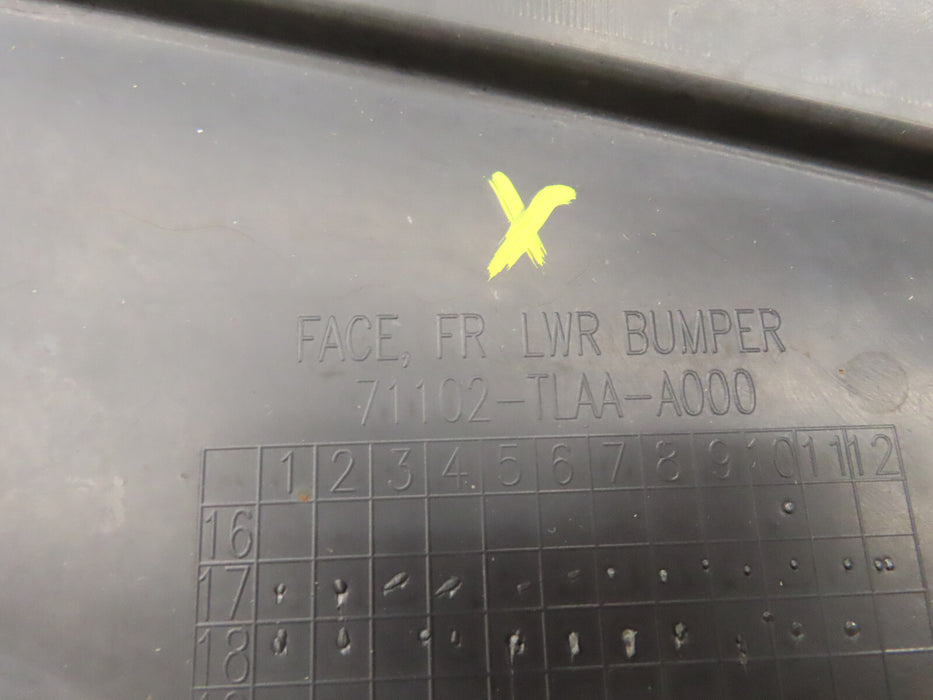 X
FACE, FR LWR BUMPER
71102-TLAA-A000
1 2 3 4 5 6 7 8 9 10 11 12
16
17
18